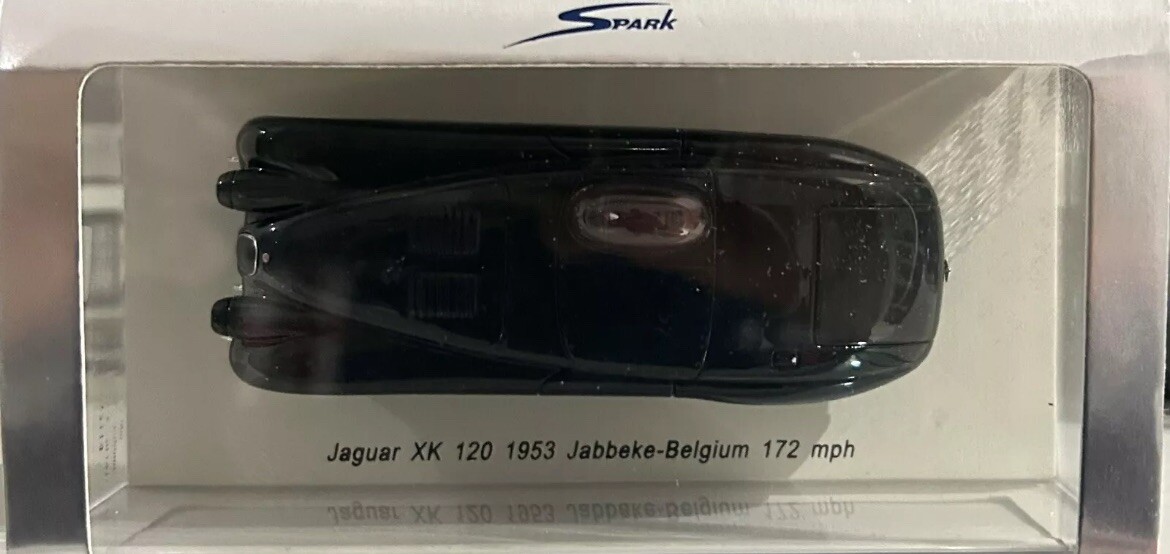 Spark
Jaguar XK 120 1953 Jabbeke-Belgium 172 mph